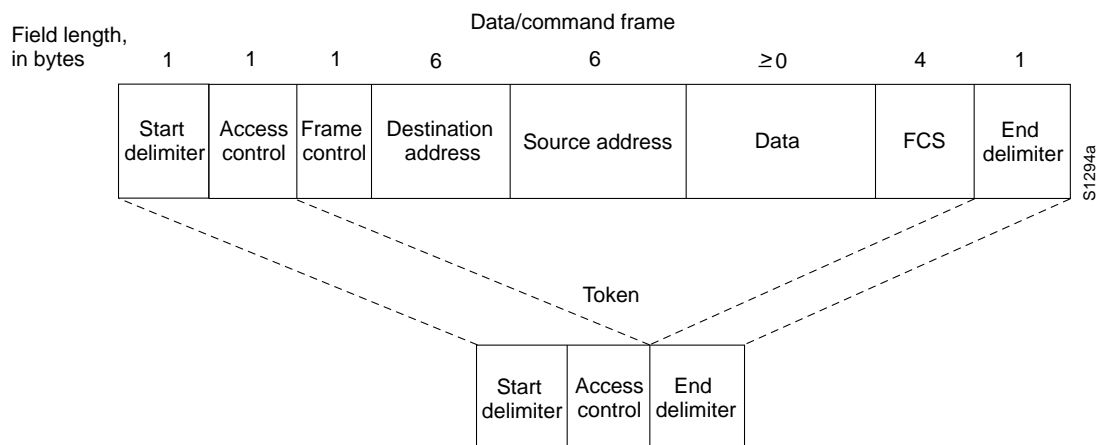 Data/command frame
Field length,
in bytes
1 1 1 6 6 ≥0 4 1
Start
delimiter
Access
control
Frame
control
Destination
address
Source address
Data
FCS
End
delimiter
S1294a
Token
Start
delimiter
Access
control
End
delimiter